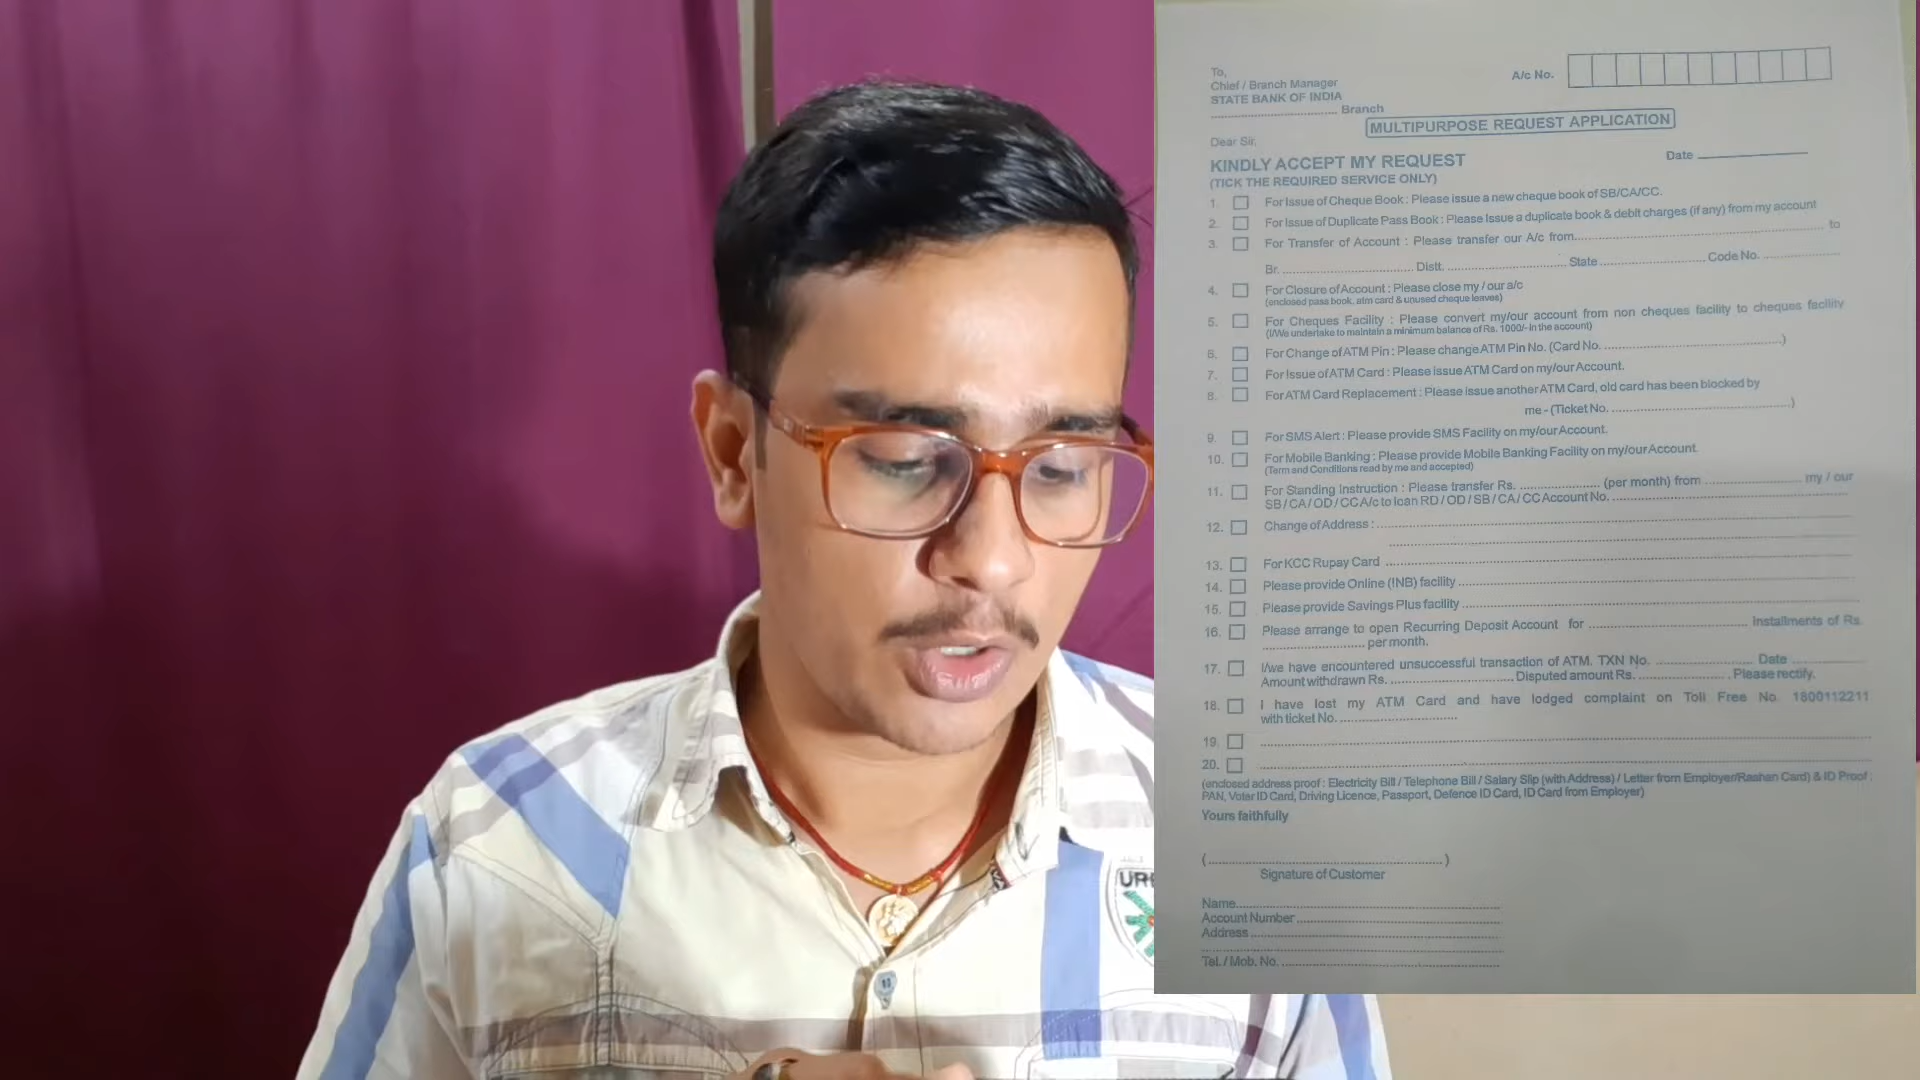 To,
Chief / Branch Manager
A/c No.
STATE BANK OF INDIA
.............................. Branch
MULTIPURPOSE REQUEST APPLICATION
Dear Sir,
KINDLY ACCEPT MY REQUEST
Date
(TICK THE REQUIRED SERVICE ONLY)
1. For Issue of Cheque Book : Please issue a new cheque book of SB/CA/CC.
2. For Issue of Duplicate Pass Book : Please Issue a duplicate book & debit charges (if any) from my account
3. For Transfer of Account : Please transfer our A/c from.............................. to
Br. .............................. Distt. .............................. State .............................. Code No. ..............................
4. For Closure of Account : Please close my / our a/c
(enclosed pass book, atm card & unused cheque leaves)
5. For Cheques Facility : Please convert my/our account from non cheques facility to cheques facility
(I/We undertake to maintain a minimum balance of Rs. 1000/- in the account)
6. For Change of ATM Pin : Please change ATM Pin No. (Card No. ..............................)
7. For Issue of ATM Card : Please issue ATM Card on my/our Account.
8. For ATM Card Replacement : Please issue another ATM Card, old card has been blocked by
me - (Ticket No. ..............................)
9. For SMS Alert : Please provide SMS Facility on my/our Account.
10. For Mobile Banking : Please provide Mobile Banking Facility on my/our Account.
(Term and Conditions read by me and accepted)
11. For Standing Instruction : Please transfer Rs. .................... (per month) from .................... my / our
SB / CA / OD / CC A/c to loan RD / OD / SB / CA / CC Account No. ..............................
12. Change of Address : ..............................
..............................
13. For KCC Rupay Card ..............................
14. Please provide Online (INB) facility ..............................
15. Please provide Savings Plus facility ..............................
16. Please arrange to open Recurring Deposit Account for .............................. Installments of Rs.
.............................. per month.
17. I/we have encountered unsuccessful transaction of ATM. TXN No. .................... Date ....................
Amount withdrawn Rs. .............................. Disputed amount Rs. .................... . Please rectify.
18. I have lost my ATM Card and have lodged complaint on Toll Free No. 1800112211
with ticket No. ..............................
19. ..............................
20. ..............................
(enclosed address proof : Electricity Bill / Telephone Bill / Salary Slip (with Address) / Letter from Employer/Rashan Card) & ID Proof :
PAN, Voter ID Card, Driving Licence, Passport, Defence ID Card, ID Card from Employer)
Yours faithfully
(..............................)
Signature of Customer
Name..............................
Account Number ..............................
Address ..............................
..............................
Tel. / Mob. No. ..............................